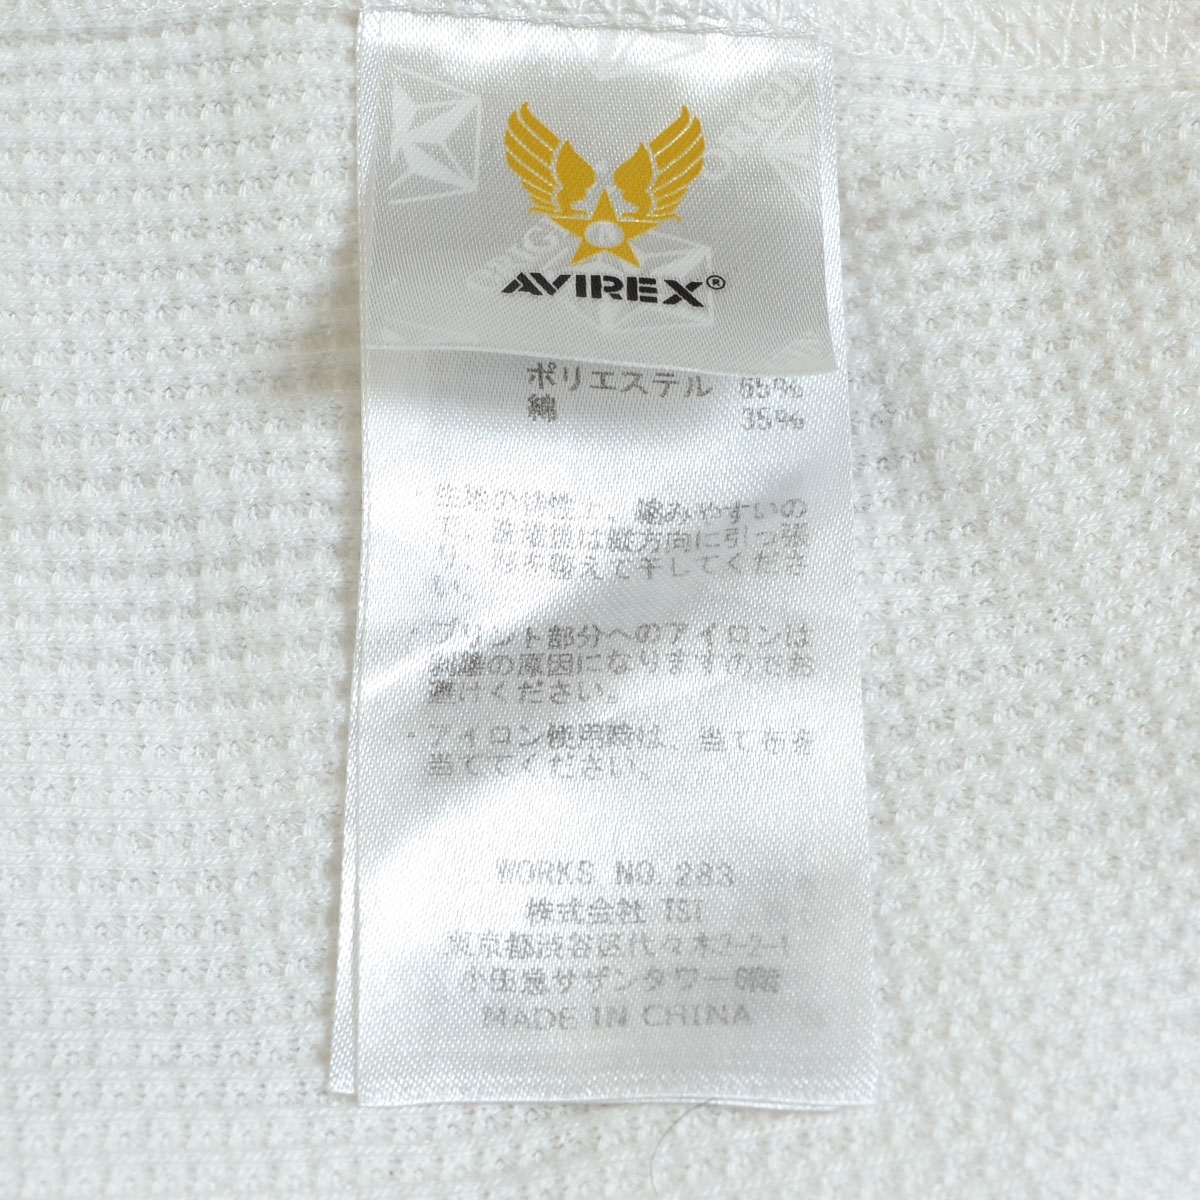 AVIREX®
ポリエステル 65%
綿 35%
・生地の特性上、縮みやすいの
で、洗濯後は縦方向に引っ張
り、形を整えて干してくださ
い。
・プリント部分へのアイロンは
剥離の原因になりますのでお
避けください。
・アイロン使用時は、当て布を
当ててください。
WORKS NO. 283
株式会社 TSI
東京都渋谷区代々木2-2-1
小田急サザンタワー6階
MADE IN CHINA